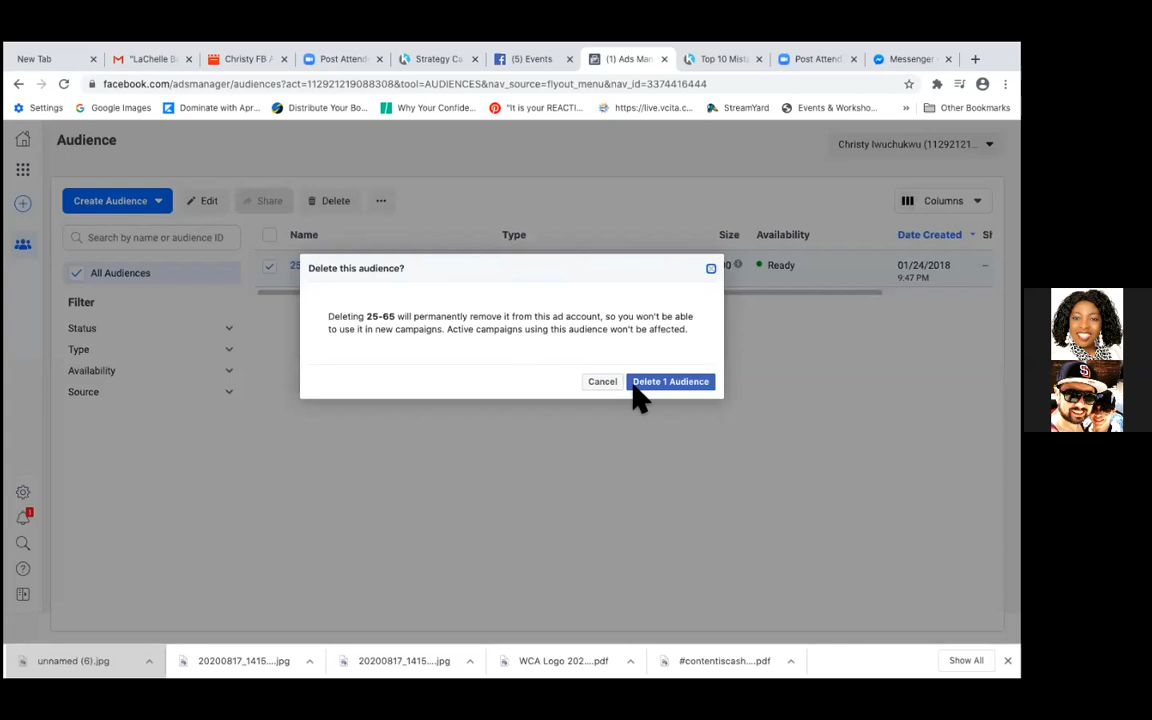 New Tab
"LaChelle B
Christy FB A
Post Attend
Strategy Ca
(5) Events
(1) Ads Man
Top 10 Mista
Post Attend
Messenger
facebook.com/adsmanager/audiences?act=112921219088308&tool=AUDIENCES&nav_source=flyout_menu&nav_id=3374416444
Settings
Google Images
Dominate with Apr...
Distribute Your Bo...
Why Your Confide...
"It is your REACTI...
https://live.vcita.c...
StreamYard
Events & Worksho...
»
Other Bookmarks
Audience
Christy Iwuchukwu (11292121...
Create Audience
Edit
Share
Delete
Columns
Search by name or audience ID
Name
Type
Size
Availability
Date Created
All Audiences
25
Ready
01/24/2018
9:47 PM
Filter
Status
Type
Availability
Source
Delete this audience?
Deleting 25-65 will permanently remove it from this ad account, so you won't be able
to use it in new campaigns. Active campaigns using this audience won't be affected.
Cancel
Delete 1 Audience
1
unnamed (6).jpg
20200817_1415....jpg
20200817_1415....jpg
WCA Logo 202....pdf
#contentiscash....pdf
Show All